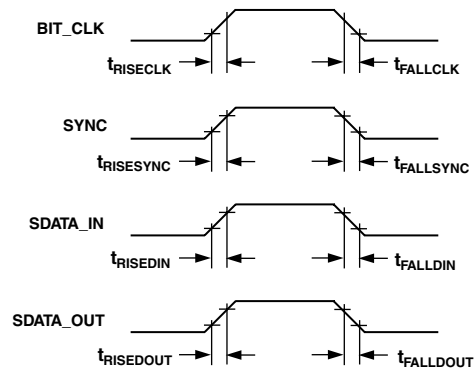 BIT_CLK
tRISECLK
tFALLCLK
SYNC
tRISESYNC
tFALLSYNC
SDATA_IN
tRISEDIN
tFALLDIN
SDATA_OUT
tRISEDOUT
tFALLDOUT